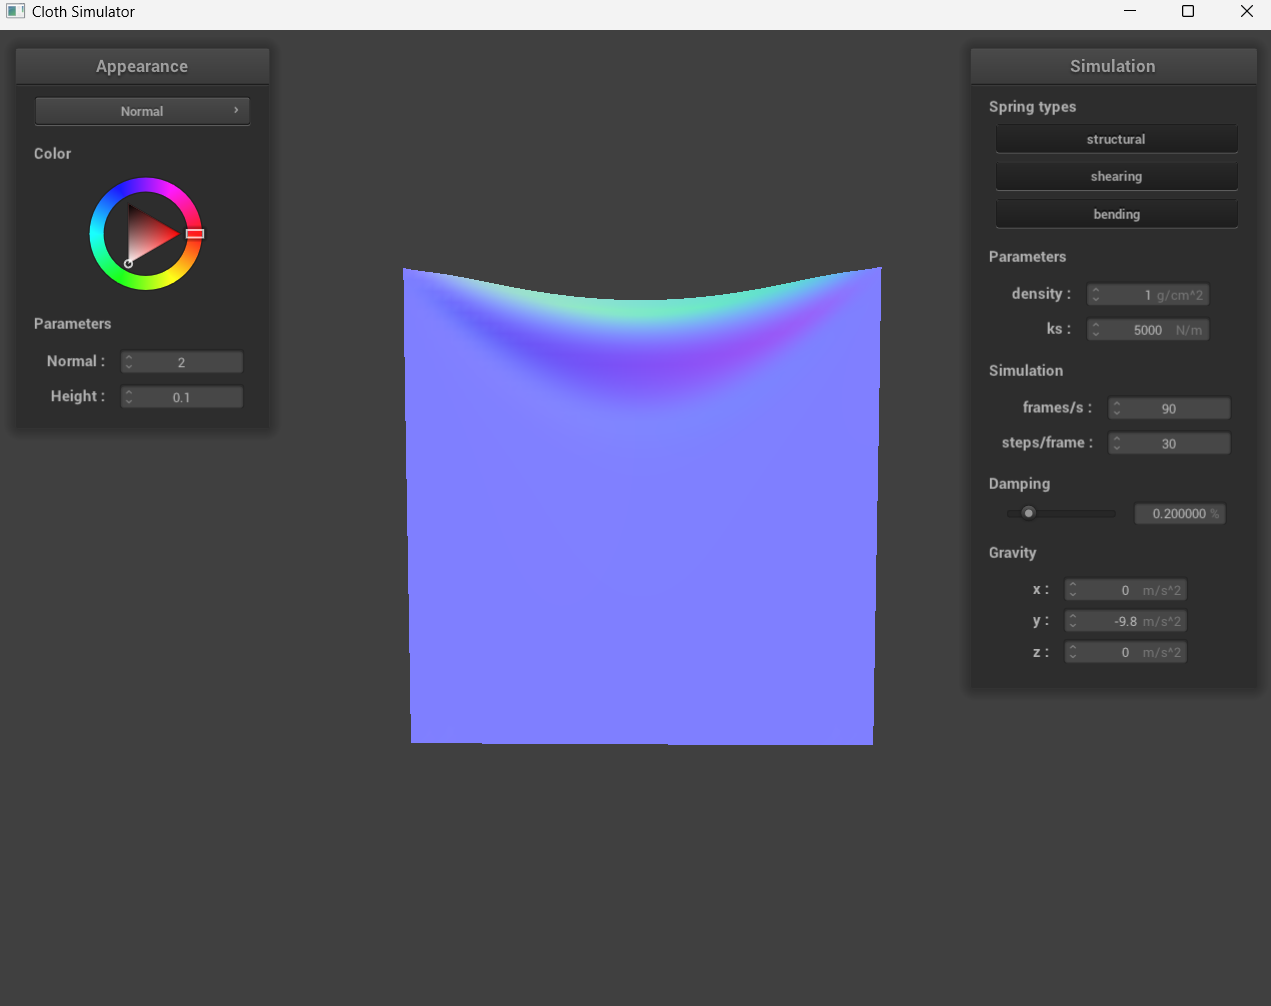 Cloth Simulator
Appearance
Normal
Color
Parameters
Normal : 2
Height : 0.1
Simulation
Spring types
structural
shearing
bending
Parameters
density : 1 g/cm^2
ks : 5000 N/m
Simulation
frames/s : 90
steps/frame : 30
Damping
0.200000 %
Gravity
x : 0 m/s^2
y : -9.8 m/s^2
z : 0 m/s^2